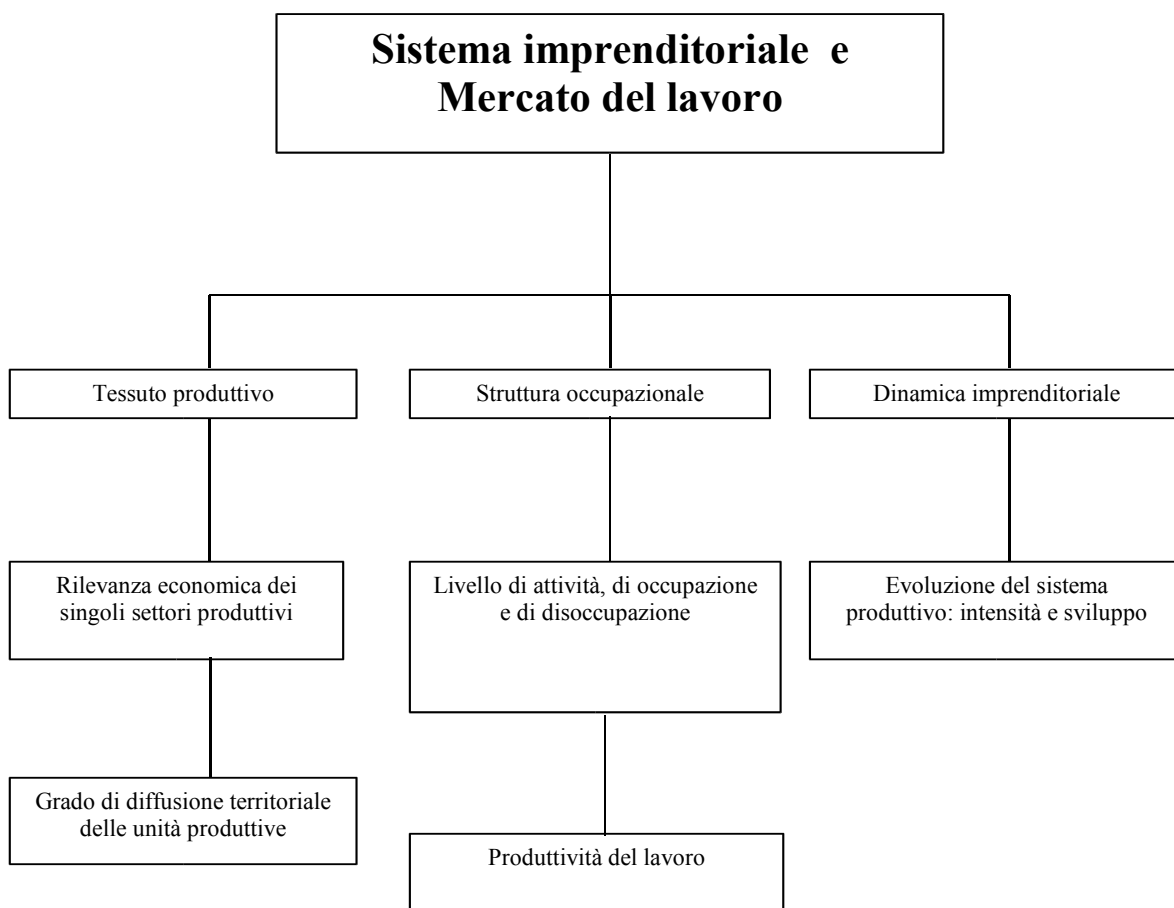 Sistema imprenditoriale e
Mercato del lavoro
Tessuto produttivo
Struttura occupazionale
Dinamica imprenditoriale
Rilevanza economica dei
singoli settori produttivi
Livello di attività, di occupazione
e di disoccupazione
Evoluzione del sistema
produttivo: intensità e sviluppo
Grado di diffusione territoriale
delle unità produttive
Produttività del lavoro